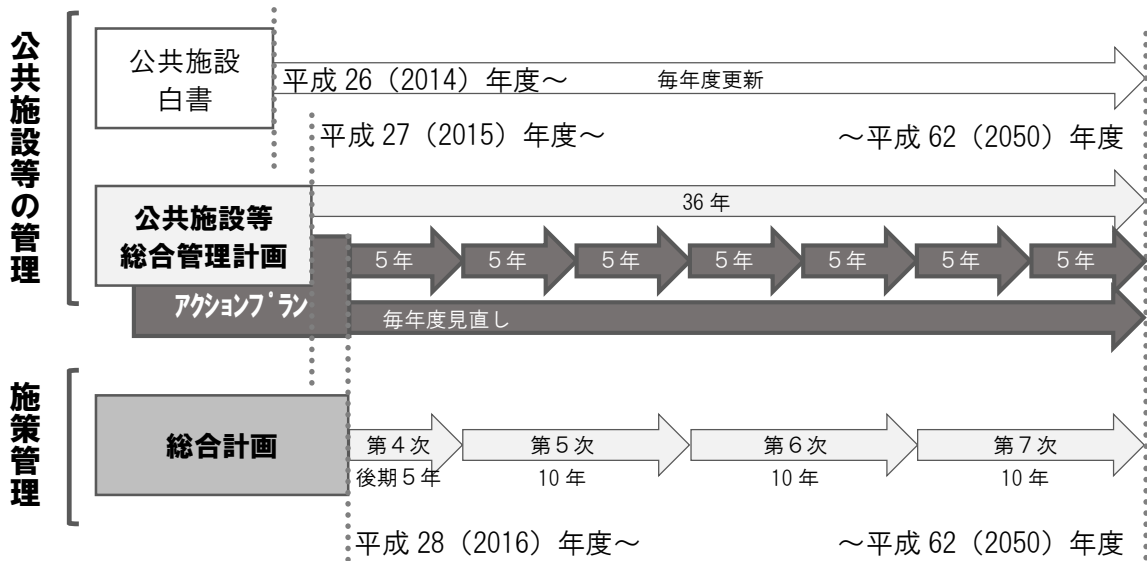 公共施設等の管理
公共施設
白書
平成 26（2014）年度～
毎年度更新
平成 27（2015）年度～
～平成 62（2050）年度
公共施設等
総合管理計画
36 年
５年
５年
５年
５年
５年
５年
５年
ｱｸｼｮﾝﾌﾟﾗﾝ
毎年度見直し
施策管理
総合計画
第４次
後期５年
第５次
10 年
第６次
10 年
第７次
10 年
平成 28（2016）年度～
～平成 62（2050）年度